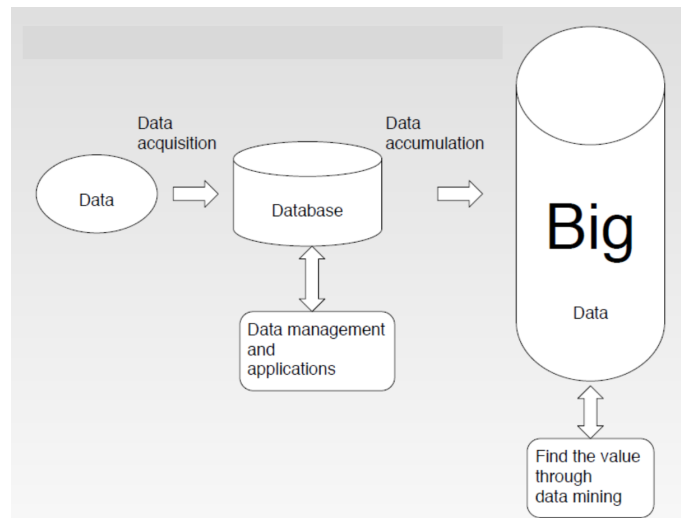 Data
acquisition
Data
accumulation
Data
Database
Big
Data
Data management
and
applications
Find the value
through
data mining